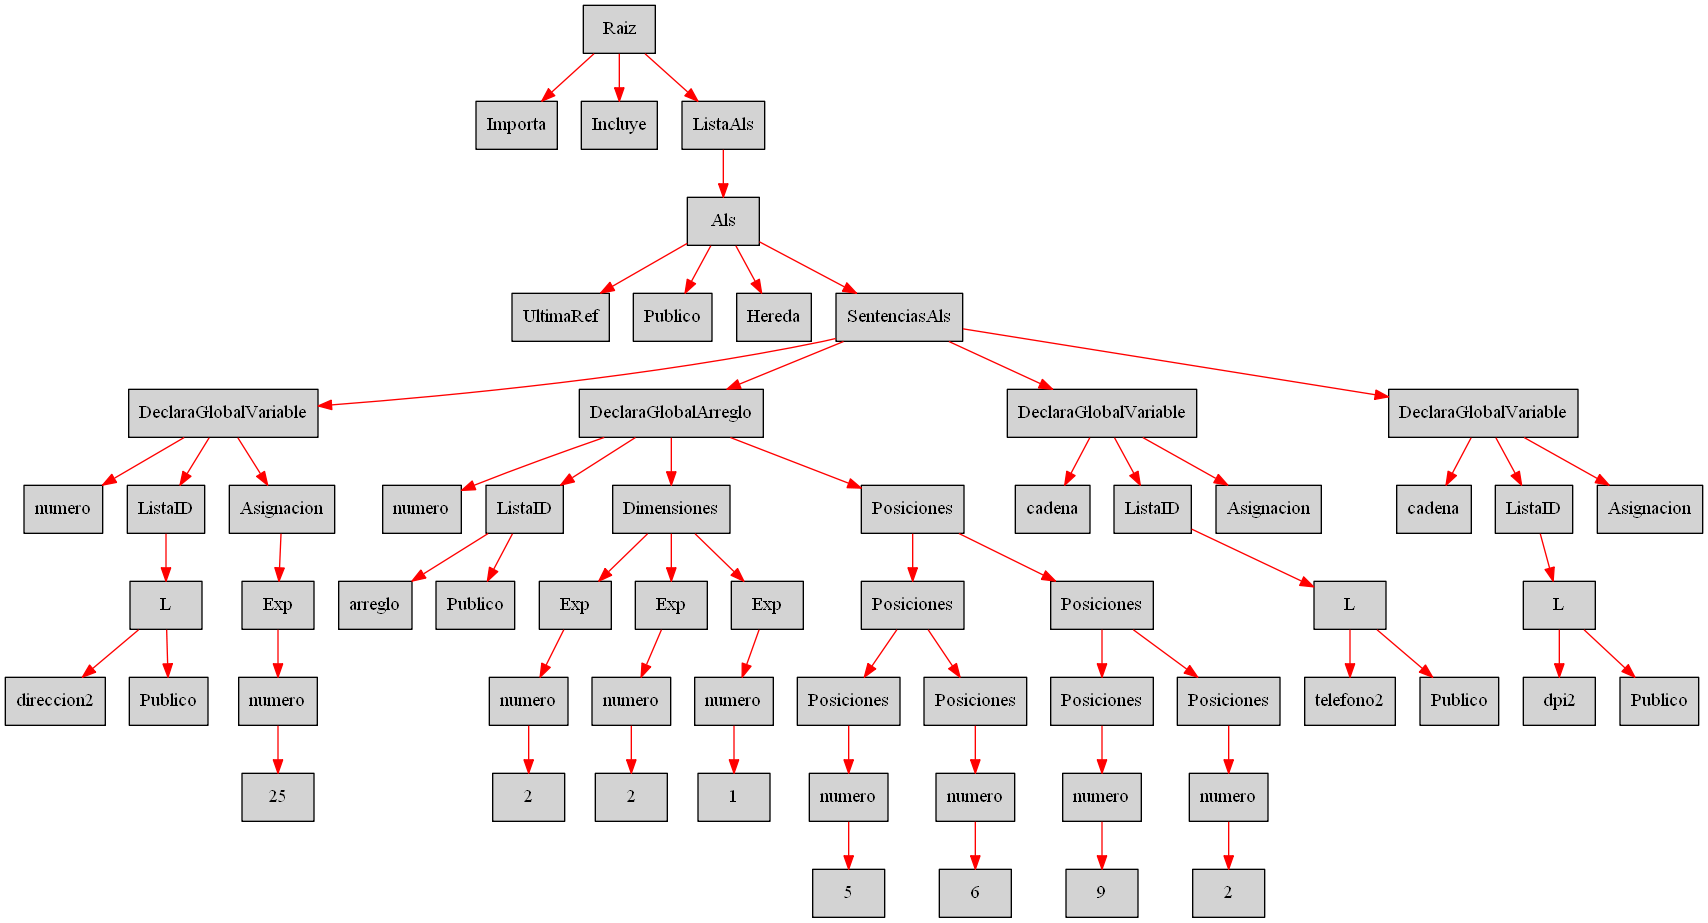 Raiz
Importa
Incluye
ListaAls
Als
UltimaRef
Publico
Hereda
SentenciasAls
DeclaraGlobalVariable
DeclaraGlobalArreglo
DeclaraGlobalVariable
DeclaraGlobalVariable
numero
ListaID
Asignacion
numero
ListaID
Dimensiones
Posiciones
cadena
ListaID
Asignacion
cadena
ListaID
Asignacion
L
Exp
arreglo
Publico
Exp
Exp
Exp
Posiciones
Posiciones
L
L
direccion2
Publico
numero
numero
numero
numero
Posiciones
Posiciones
Posiciones
Posiciones
telefono2
Publico
dpi2
Publico
25
2
2
1
numero
numero
numero
numero
5
6
9
2